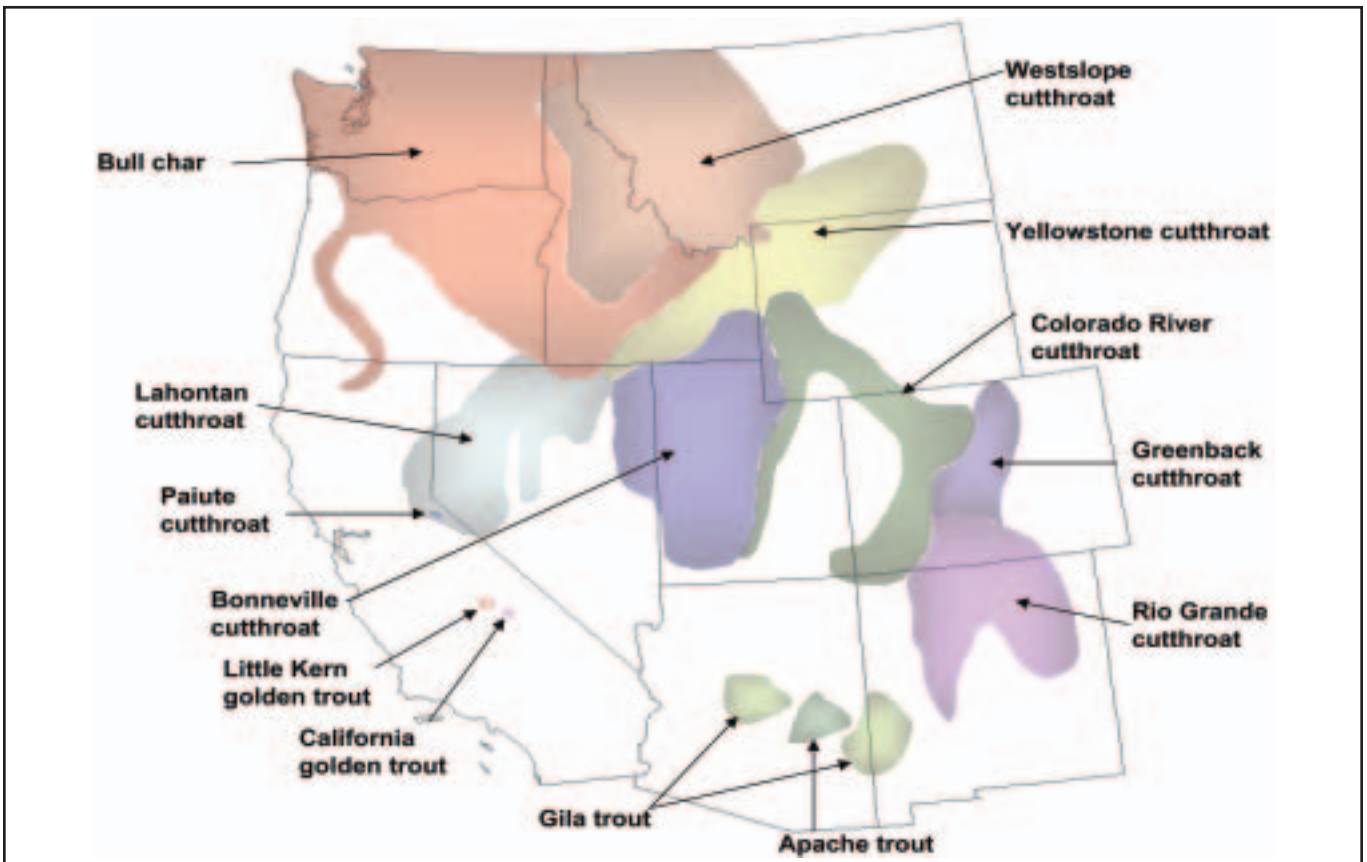 Westslope
cutthroat
Bull char
Yellowstone cutthroat
Colorado River
cutthroat
Lahontan
cutthroat
Greenback
cutthroat
Paiute
cutthroat
Bonneville
cutthroat
Rio Grande
cutthroat
Little Kern
golden trout
California
golden trout
Gila trout
Apache trout